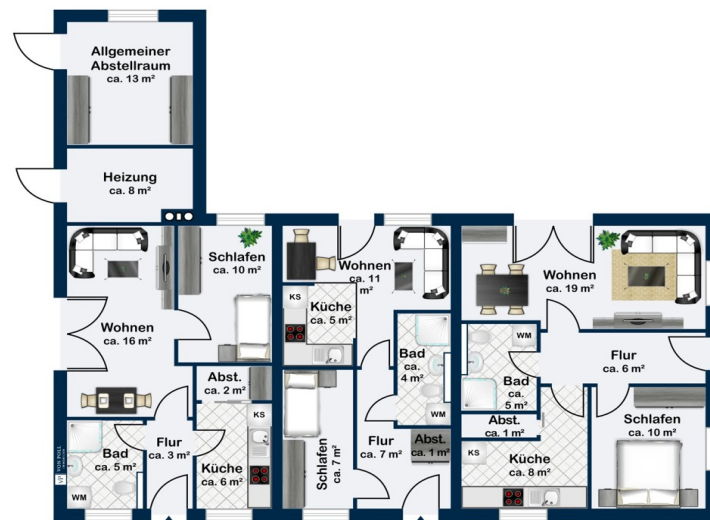 Allgemeiner
Abstellraum
ca. 13 m²
Heizung
ca. 8 m²
Schlafen
ca. 10 m²
Wohnen
ca. 16 m²
Abst.
ca. 2 m²
KS
Küche
ca. 6 m²
Flur
ca. 3 m²
Bad
ca. 5 m²
WM
VP VON POLL
IMMOBILIEN
Wohnen
ca. 11
m²
KS
Küche
ca. 5 m²
Bad
ca. 4
m²
WM
Schlafen
ca. 7 m²
Flur
ca. 7 m²
Abst.
ca. 1 m²
Wohnen
ca. 19 m²
WM
Bad
ca. 5
m²
Flur
ca. 6 m²
Abst.
ca. 1 m²
KS
Küche
ca. 8 m²
Schlafen
ca. 10 m²